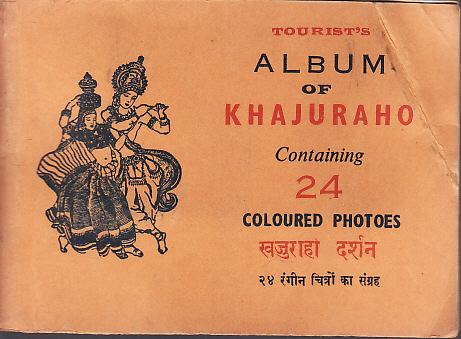 TOURIST'S
ALBUM
OF
KHAJURAHO
Containing
24
COLOURED PHOTOES
खजुराहो दर्शन
२४ रंगीन चित्रों का संग्रह